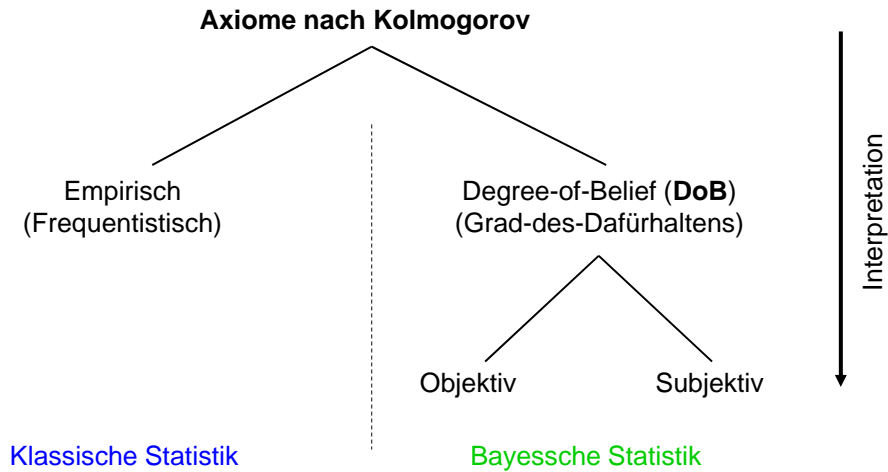 Axiome nach Kolmogorov
Empirisch
(Frequentistisch)
Degree-of-Belief (DoB)
(Grad-des-Dafürhaltens)
Interpretation
Objektiv
Subjektiv
Klassische Statistik
Bayessche Statistik